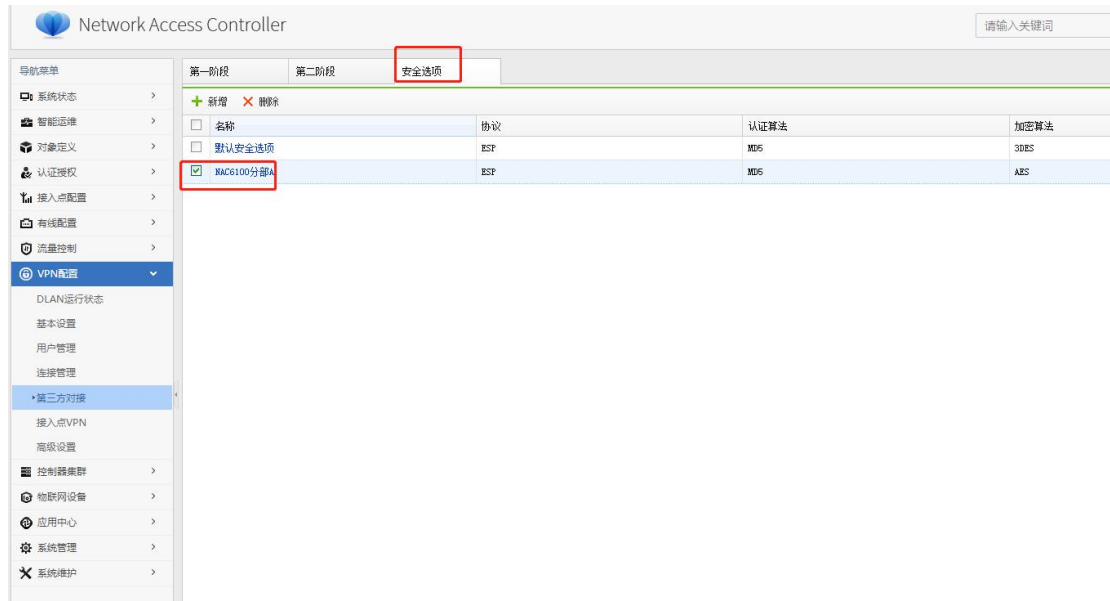 Network Access Controller
请输入关键词
导航菜单
系统状态
智能运维
对象定义
认证授权
接入点配置
有线配置
流量控制
VPN配置
DLAN运行状态
基本设置
用户管理
连接管理
第三方对接
接入点VPN
高级设置
控制器集群
物联网设备
应用中心
系统管理
系统维护
第一阶段 第二阶段 安全选项
新增 删除
名称 协议 认证算法 加密算法
默认安全选项 ESP MD5 3DES
NAC6100分部A ESP MD5 AES